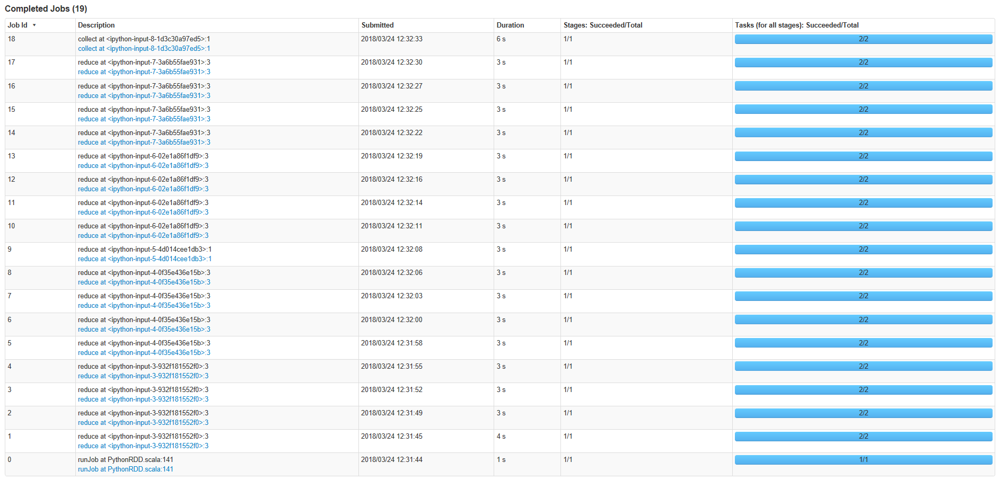 Completed Jobs (19)
Job Id ▾ Description Submitted Duration Stages: Succeeded/Total Tasks (for all stages): Succeeded/Total
18 collect at <ipython-input-8-1d3c30a97ed5>:1 2018/03/24 12:32:33 6 s 1/1 2/2
collect at <ipython-input-8-1d3c30a97ed5>:1
17 reduce at <ipython-input-7-3a6b55fae931>:3 2018/03/24 12:32:30 3 s 1/1 2/2
reduce at <ipython-input-7-3a6b55fae931>:3
16 reduce at <ipython-input-7-3a6b55fae931>:3 2018/03/24 12:32:27 3 s 1/1 2/2
reduce at <ipython-input-7-3a6b55fae931>:3
15 reduce at <ipython-input-7-3a6b55fae931>:3 2018/03/24 12:32:25 3 s 1/1 2/2
reduce at <ipython-input-7-3a6b55fae931>:3
14 reduce at <ipython-input-7-3a6b55fae931>:3 2018/03/24 12:32:22 3 s 1/1 2/2
reduce at <ipython-input-7-3a6b55fae931>:3
13 reduce at <ipython-input-6-02e1a86f1df9>:3 2018/03/24 12:32:19 3 s 1/1 2/2
reduce at <ipython-input-6-02e1a86f1df9>:3
12 reduce at <ipython-input-6-02e1a86f1df9>:3 2018/03/24 12:32:16 3 s 1/1 2/2
reduce at <ipython-input-6-02e1a86f1df9>:3
11 reduce at <ipython-input-6-02e1a86f1df9>:3 2018/03/24 12:32:14 3 s 1/1 2/2
reduce at <ipython-input-6-02e1a86f1df9>:3
10 reduce at <ipython-input-6-02e1a86f1df9>:3 2018/03/24 12:32:11 3 s 1/1 2/2
reduce at <ipython-input-6-02e1a86f1df9>:3
9 reduce at <ipython-input-5-4d014cee1db3>:1 2018/03/24 12:32:08 3 s 1/1 2/2
reduce at <ipython-input-5-4d014cee1db3>:1
8 reduce at <ipython-input-4-0f35e436e15b>:3 2018/03/24 12:32:06 3 s 1/1 2/2
reduce at <ipython-input-4-0f35e436e15b>:3
7 reduce at <ipython-input-4-0f35e436e15b>:3 2018/03/24 12:32:03 3 s 1/1 2/2
reduce at <ipython-input-4-0f35e436e15b>:3
6 reduce at <ipython-input-4-0f35e436e15b>:3 2018/03/24 12:32:00 3 s 1/1 2/2
reduce at <ipython-input-4-0f35e436e15b>:3
5 reduce at <ipython-input-4-0f35e436e15b>:3 2018/03/24 12:31:58 3 s 1/1 2/2
reduce at <ipython-input-4-0f35e436e15b>:3
4 reduce at <ipython-input-3-932f181552f0>:3 2018/03/24 12:31:55 3 s 1/1 2/2
reduce at <ipython-input-3-932f181552f0>:3
3 reduce at <ipython-input-3-932f181552f0>:3 2018/03/24 12:31:52 3 s 1/1 2/2
reduce at <ipython-input-3-932f181552f0>:3
2 reduce at <ipython-input-3-932f181552f0>:3 2018/03/24 12:31:49 3 s 1/1 2/2
reduce at <ipython-input-3-932f181552f0>:3
1 reduce at <ipython-input-3-932f181552f0>:3 2018/03/24 12:31:45 4 s 1/1 2/2
reduce at <ipython-input-3-932f181552f0>:3
0 runJob at PythonRDD.scala:141 2018/03/24 12:31:44 1 s 1/1 1/1
runJob at PythonRDD.scala:141